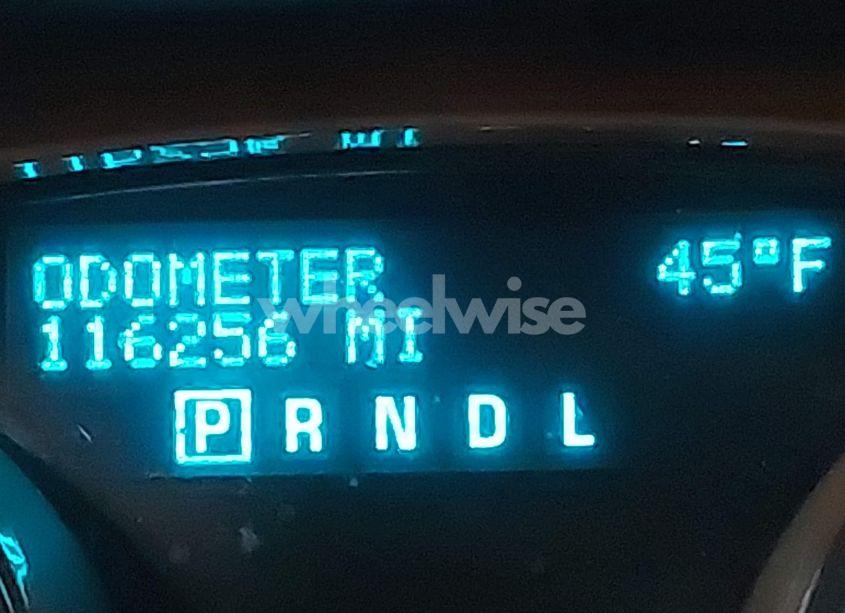 ODOMETER 45°F
116256 MI
wheelwise
P R N D L